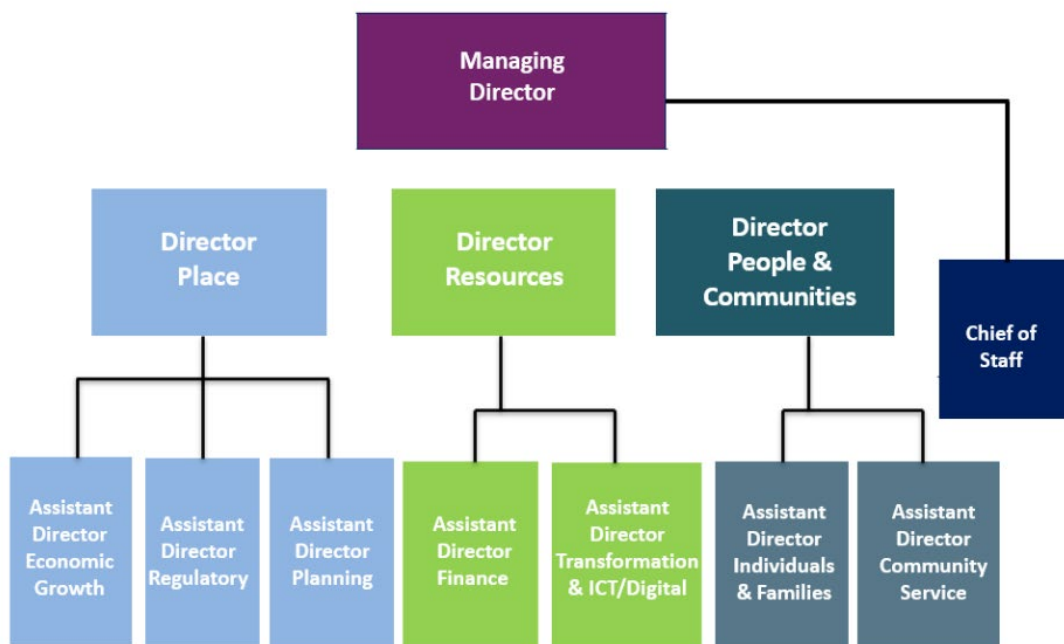 Managing
Director
Director
Place
Director
Resources
Director
People &
Communities
Chief of
Staff
Assistant
Director
Economic
Growth
Assistant
Director
Regulatory
Assistant
Director
Planning
Assistant
Director
Finance
Assistant
Director
Transformation
& ICT/Digital
Assistant
Director
Individuals
& Families
Assistant
Director
Community
Service